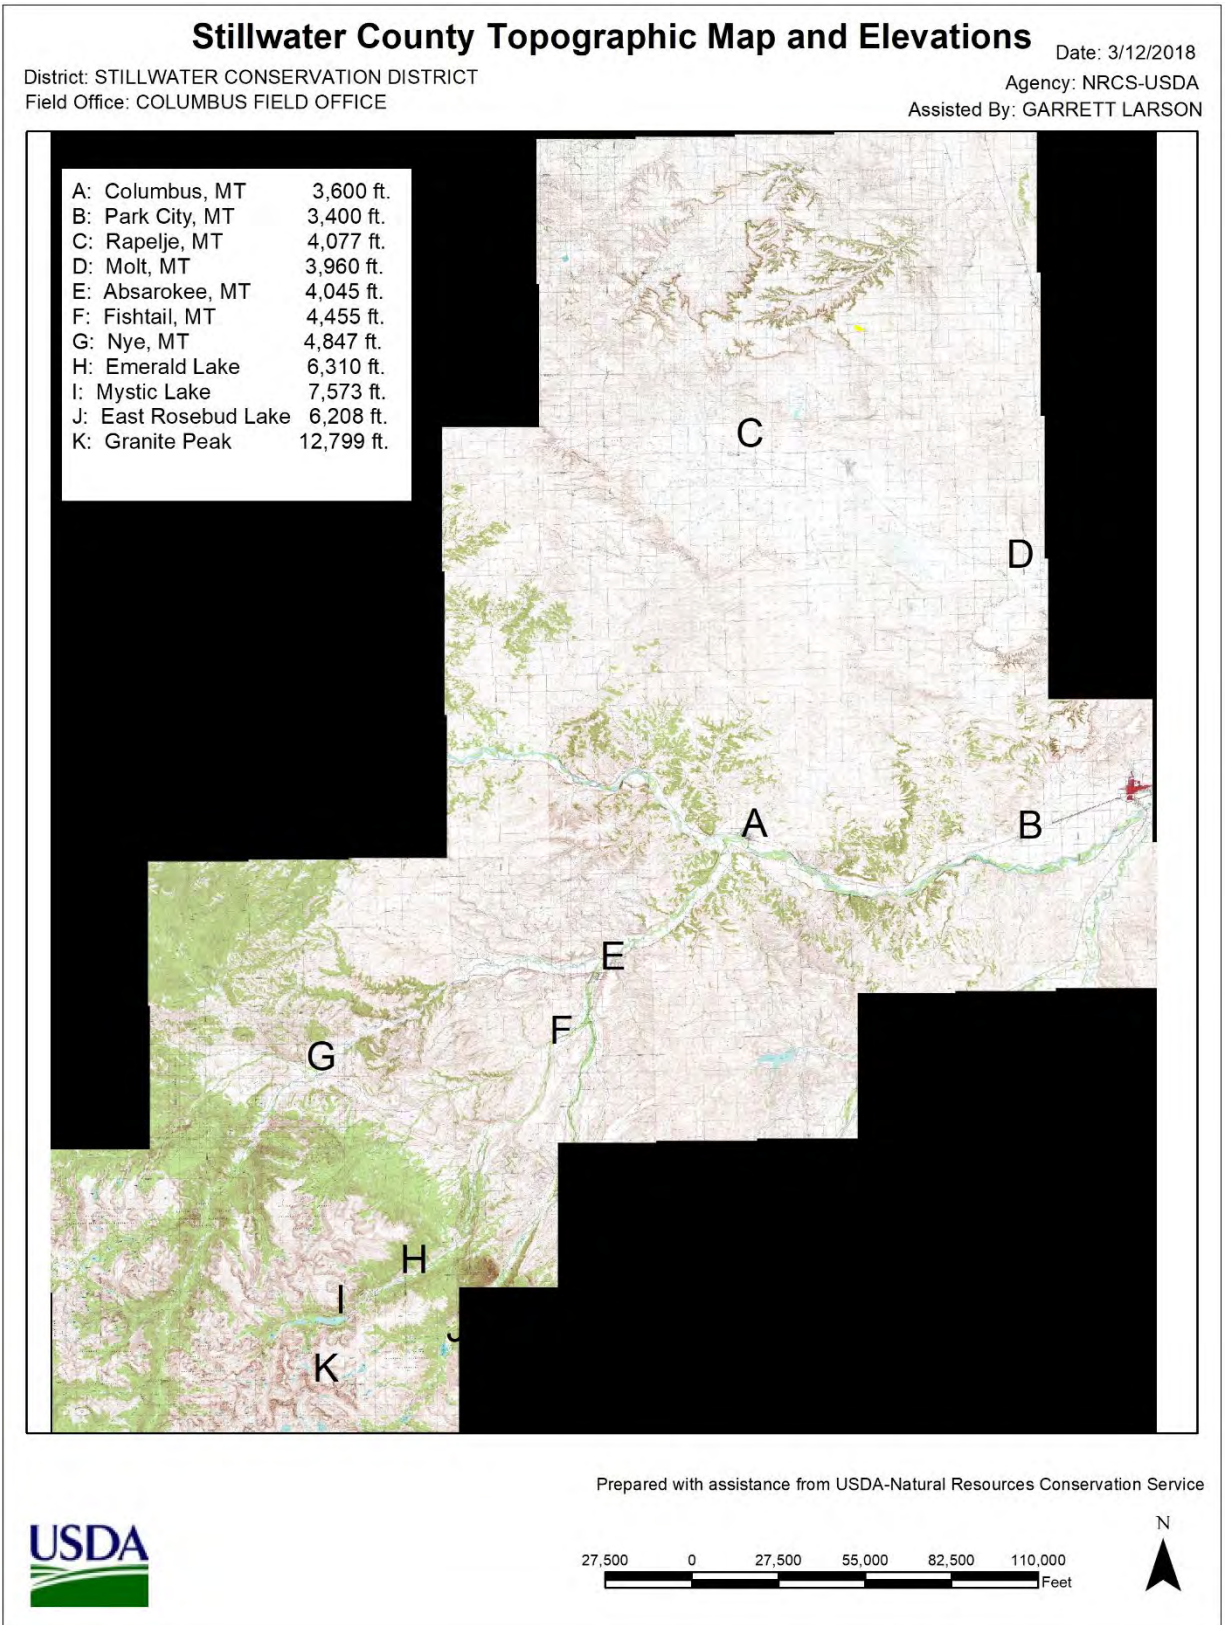 Stillwater County Topographic Map and Elevations
Date: 3/12/2018
District: STILLWATER CONSERVATION DISTRICT
Agency: NRCS-USDA
Field Office: COLUMBUS FIELD OFFICE
Assisted By: GARRETT LARSON
A: Columbus, MT 3,600 ft.
B: Park City, MT 3,400 ft.
C: Rapelje, MT 4,077 ft.
D: Molt, MT 3,960 ft.
E: Absarokee, MT 4,045 ft.
F: Fishtail, MT 4,455 ft.
G: Nye, MT 4,847 ft.
H: Emerald Lake 6,310 ft.
I: Mystic Lake 7,573 ft.
J: East Rosebud Lake 6,208 ft.
K: Granite Peak 12,799 ft.
C
D
A
B
E
F
G
H
I
J
K
Prepared with assistance from USDA-Natural Resources Conservation Service
USDA
N
27,500 0 27,500 55,000 82,500 110,000
Feet